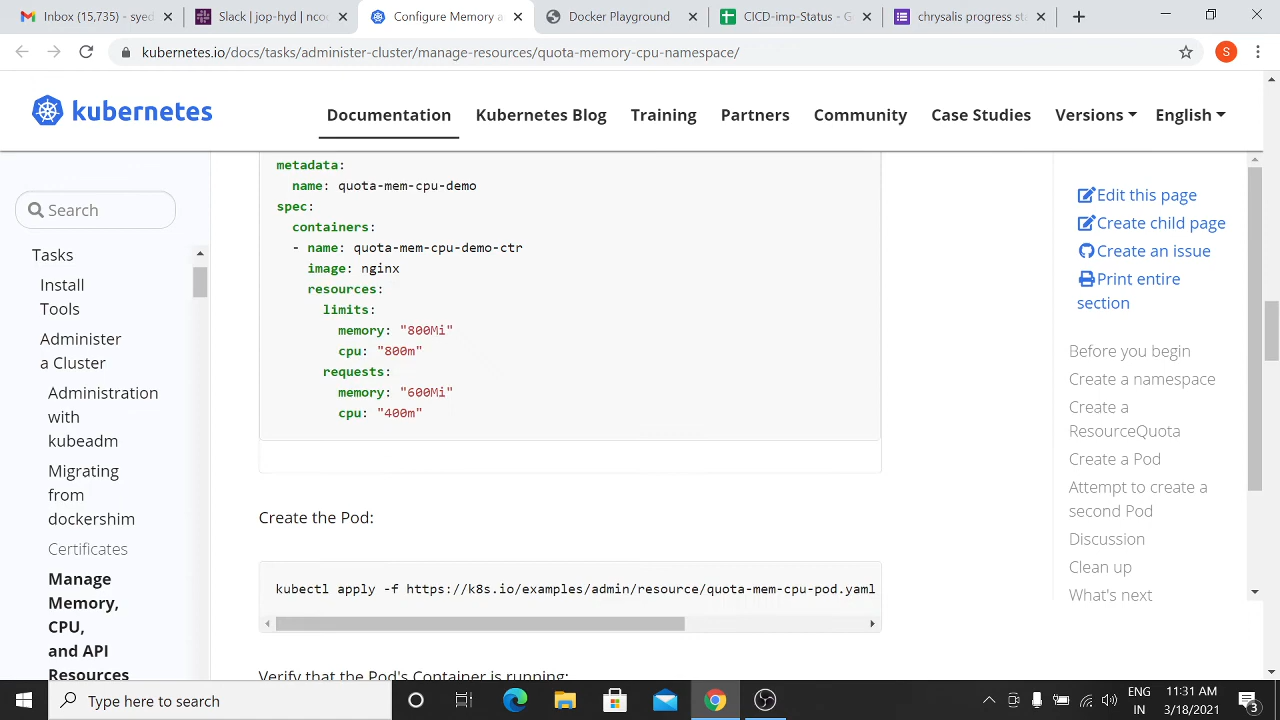 Inbox (15,735) - syed
Slack | jop-hyd | ncod
Configure Memory a
Docker Playground
CICD-imp-Status - G
chrysalis progress sta
kubernetes.io/docs/tasks/administer-cluster/manage-resources/quota-memory-cpu-namespace/
S
kubernetes
Documentation
Kubernetes Blog
Training
Partners
Community
Case Studies
Versions
English
Search
Tasks
Install
Tools
Administer
a Cluster
Administration
with
kubeadm
Migrating
from
dockershim
Certificates
Manage
Memory,
CPU,
and API
Resources
metadata:
name: quota-mem-cpu-demo
spec:
containers:
- name: quota-mem-cpu-demo-ctr
image: nginx
resources:
limits:
memory: "800Mi"
cpu: "800m"
requests:
memory: "600Mi"
cpu: "400m"
Create the Pod:
kubectl apply -f https://k8s.io/examples/admin/resource/quota-mem-cpu-pod.yaml
Verify that the Pod's Container is running:
Edit this page
Create child page
Create an issue
Print entire
section
Before you begin
Create a namespace
Create a
ResourceQuota
Create a Pod
Attempt to create a
second Pod
Discussion
Clean up
What's next
Type here to search
ENG
IN
11:31 AM
3/18/2021
3